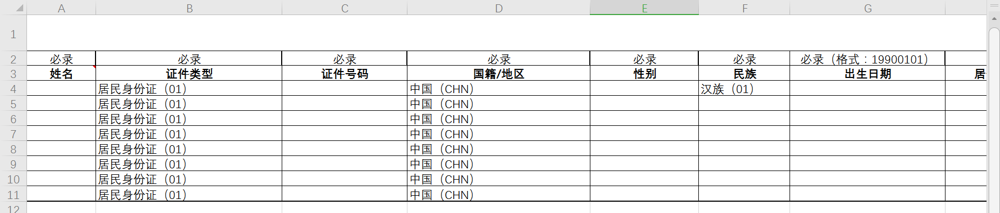 A B C D E F G
1
2 必录 必录 必录 必录 必录 必录 必录（格式：19900101）
3 姓名 证件类型 证件号码 国籍/地区 性别 民族 出生日期 居
4 居民身份证（01） 中国（CHN） 汉族（01）
5 居民身份证（01） 中国（CHN）
6 居民身份证（01） 中国（CHN）
7 居民身份证（01） 中国（CHN）
8 居民身份证（01） 中国（CHN）
9 居民身份证（01） 中国（CHN）
10 居民身份证（01） 中国（CHN）
11 居民身份证（01） 中国（CHN）
12